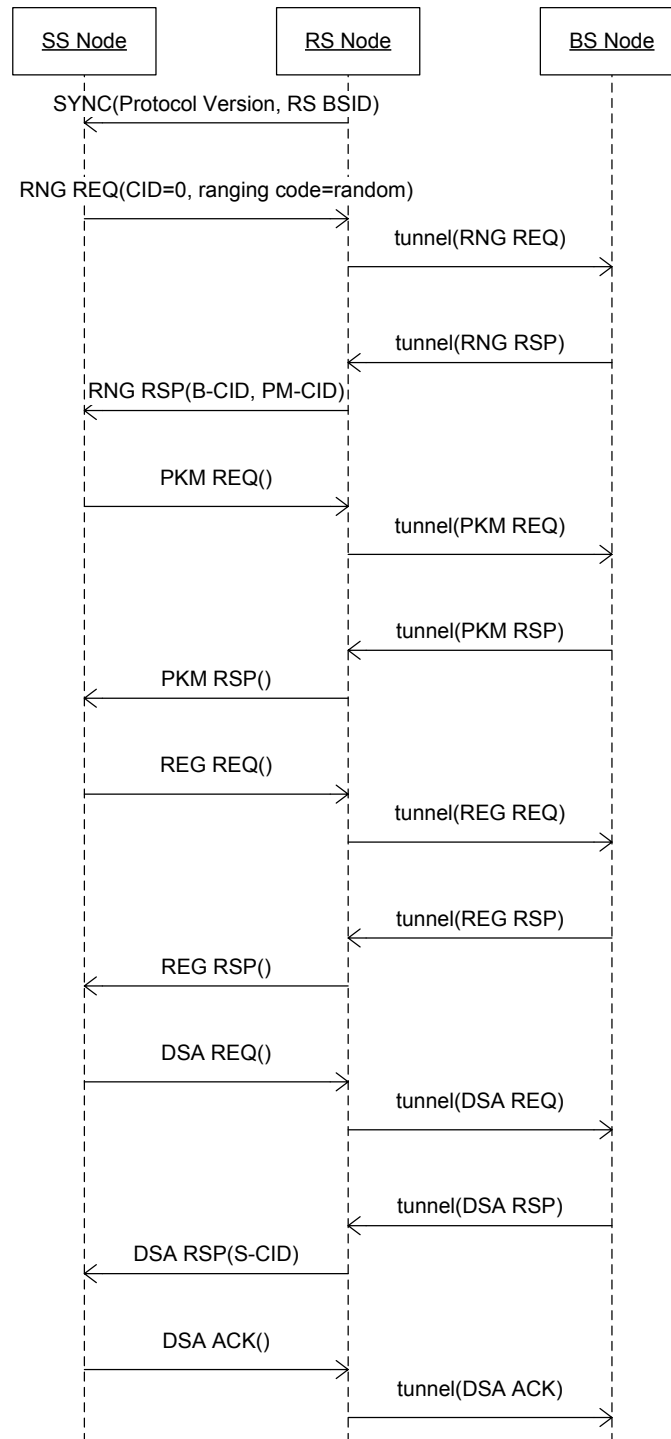 SS Node
RS Node
BS Node
SYNC(Protocol Version, RS BSID)
RNG REQ(CID=0, ranging code=random)
tunnel(RNG REQ)
tunnel(RNG RSP)
RNG RSP(B-CID, PM-CID)
PKM REQ()
tunnel(PKM REQ)
tunnel(PKM RSP)
PKM RSP()
REG REQ()
tunnel(REG REQ)
tunnel(REG RSP)
REG RSP()
DSA REQ()
tunnel(DSA REQ)
tunnel(DSA RSP)
DSA RSP(S-CID)
DSA ACK()
tunnel(DSA ACK)